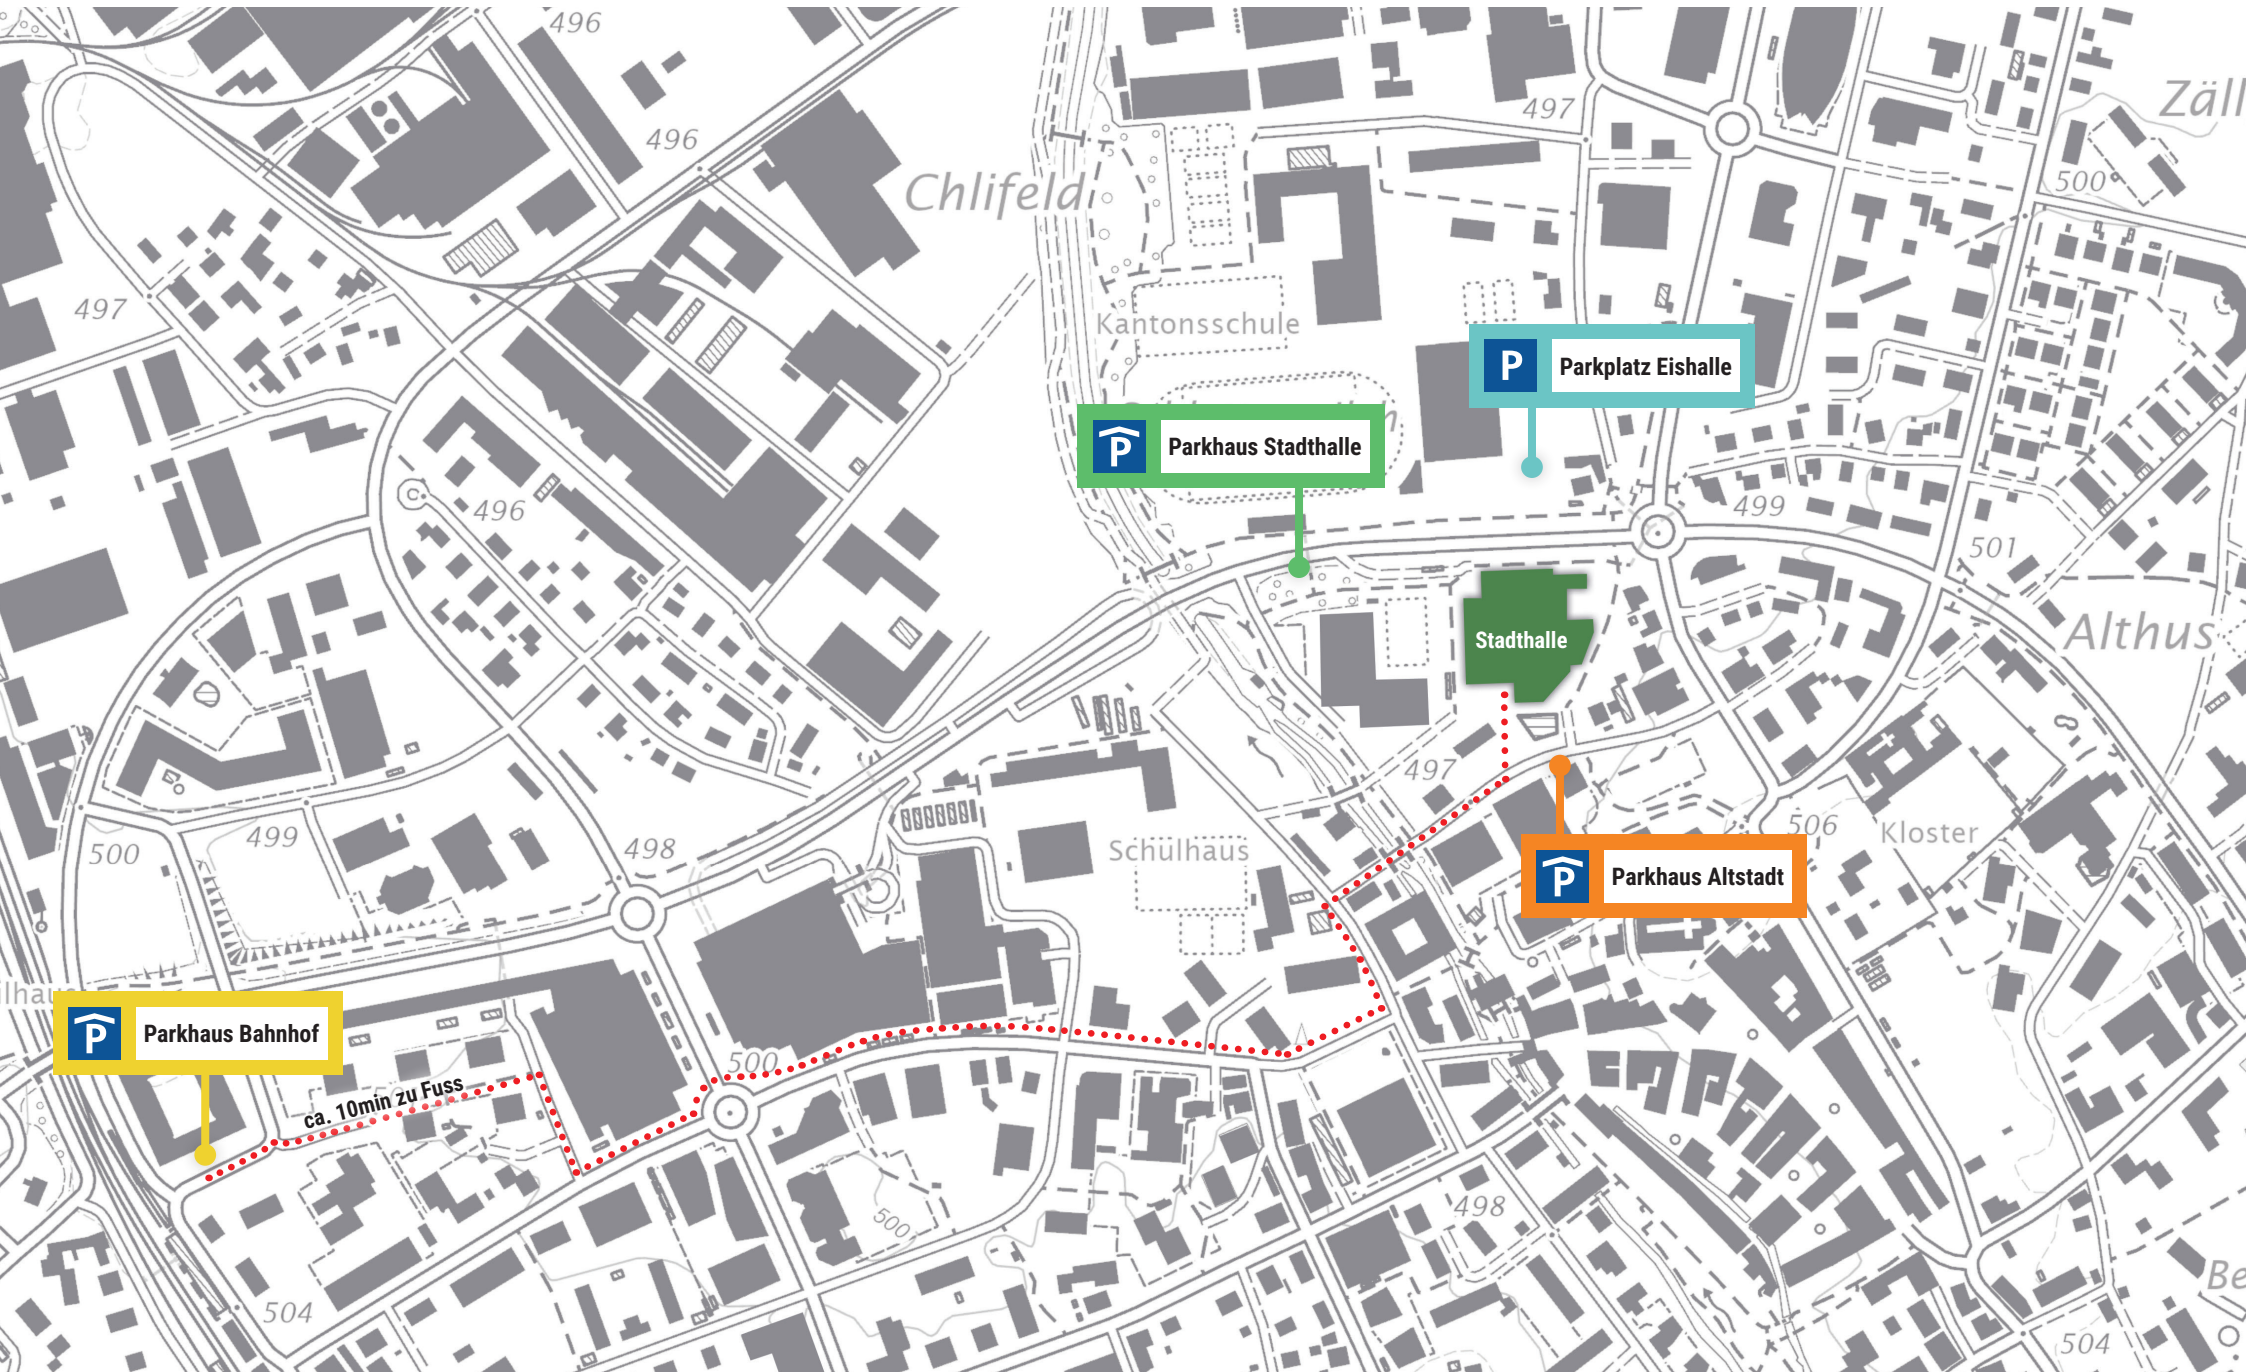 496
496
Chlifeld
497
Zäll
500
497
Kantonsschule
P Parkplatz Eishalle
P Parkhaus Stadthalle
496
499
501
Stadthalle
Althus
497
506
Kloster
P Parkhaus Altstadt
499
500
498
Schulhaus
P Parkhaus Bahnhof
500
ca. 10min zu Fuss
500
498
504
Be
504